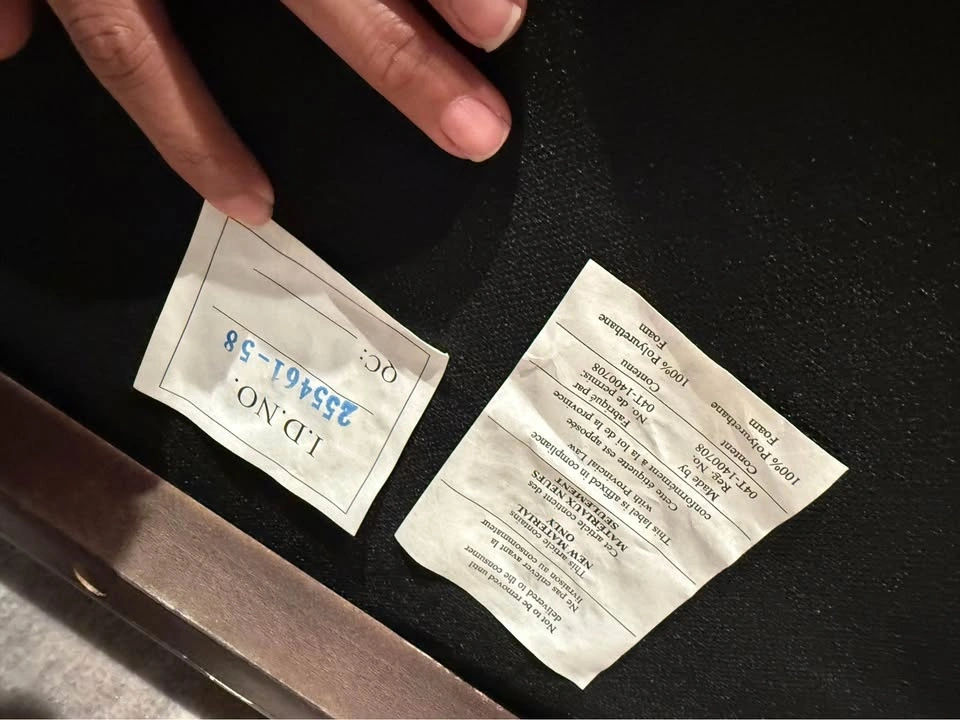 I.D.NO.
255461-58
QC:
Not to be removed until
delivered to the consumer
Ne pas enlever avant la
livraison au consommateur
This article contains
NEW MATERIAL
ONLY
Cet article contient des
MATÉRIAUX NEUFS
SEULEMENT
This label is affixed in compliance
with Provincial Law
Cette étiquette est apposée
conformément à la loi de la province
Made by
Reg. No.
04T-1400708
Fabriqué par
No. de permis:
04T-1400708
Content
100% Polyurethane
Foam
Contenu
100% Polyurethane
Foam